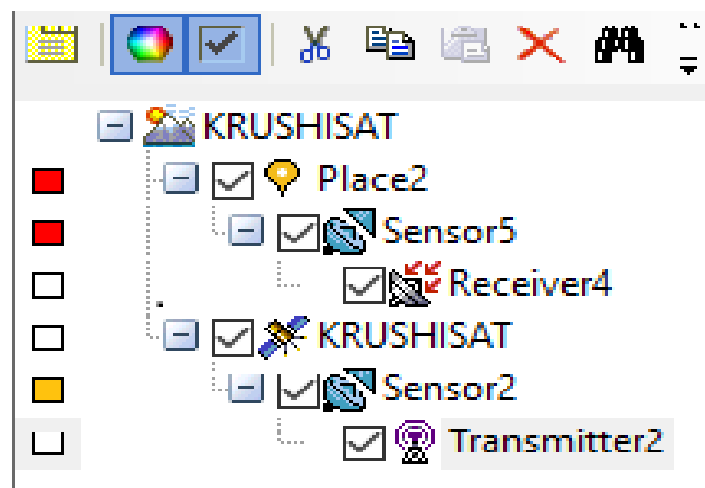 KRUSHISAT
Place2
Sensor5
Receiver4
KRUSHISAT
Sensor2
Transmitter2